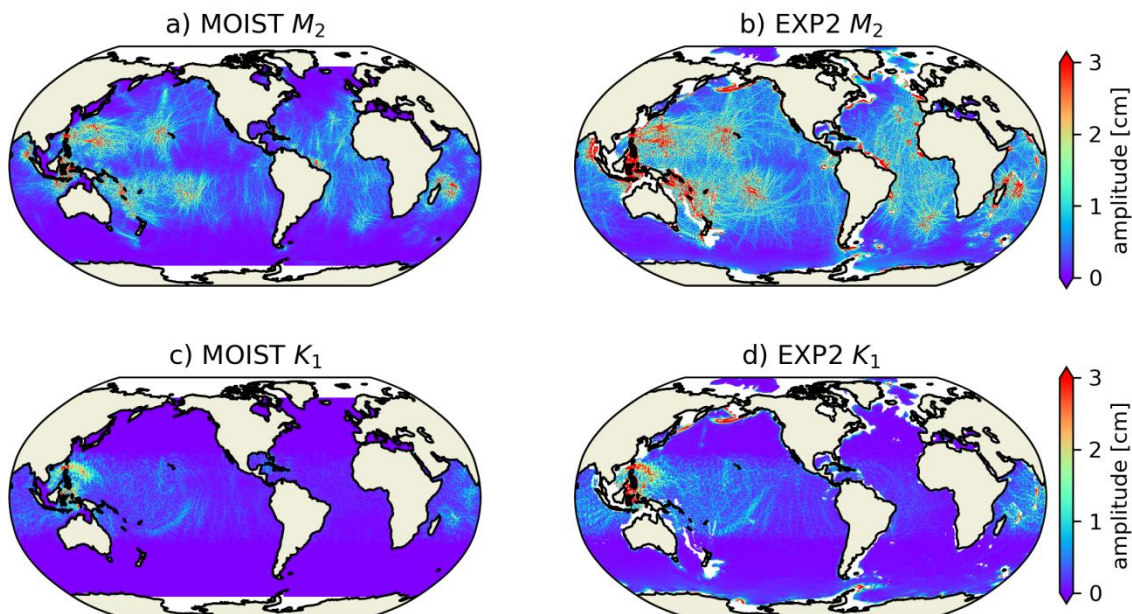 a) MOIST M₂
b) EXP2 M₂
3
2
1
0
amplitude [cm]
c) MOIST K₁
d) EXP2 K₁
3
2
1
0
amplitude [cm]